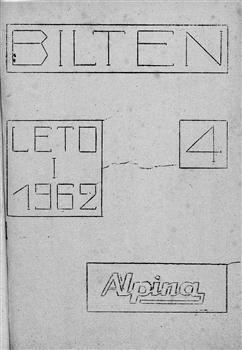 BILTEN
LETO
I
1962
4
Alpina